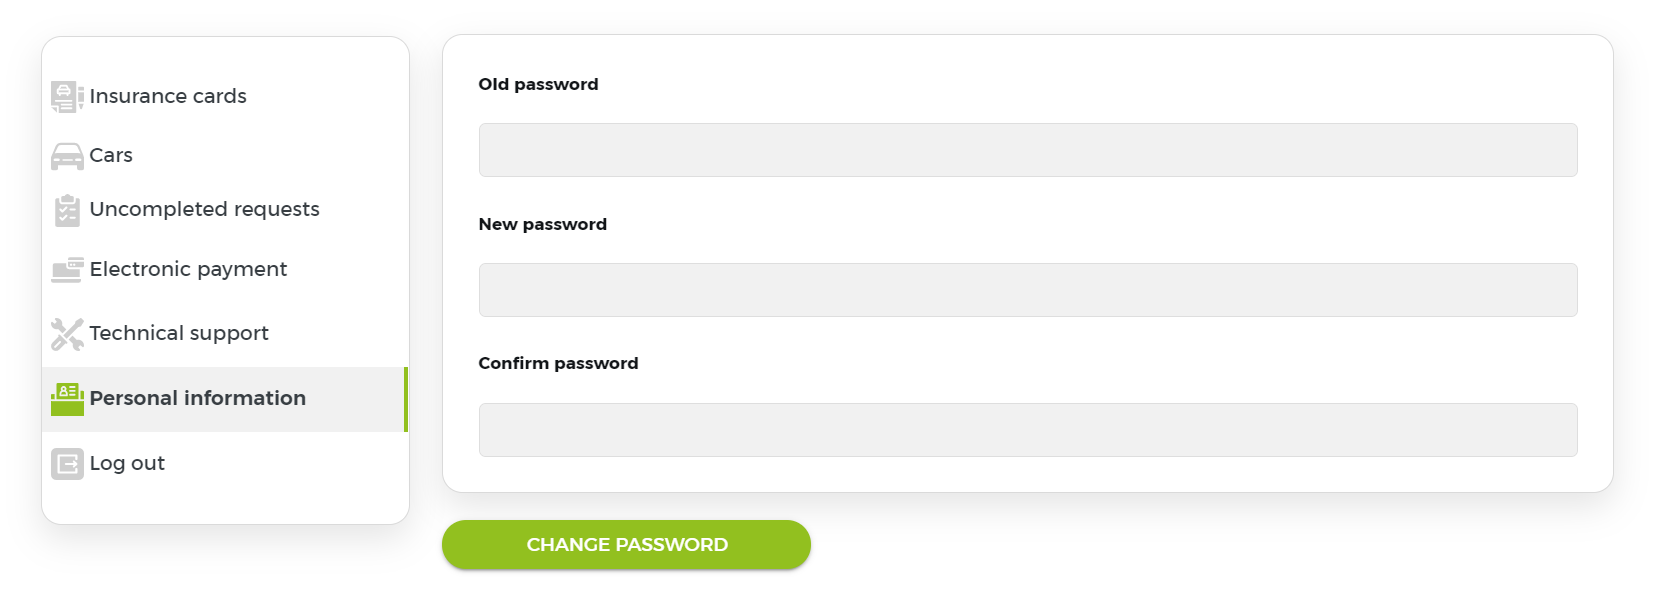 Insurance cards
Cars
Uncompleted requests
Electronic payment
Technical support
Personal information
Log out
Old password
New password
Confirm password
CHANGE PASSWORD